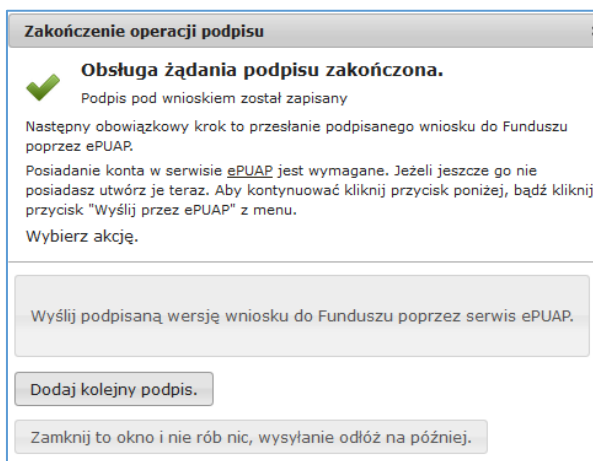 Zakończenie operacji podpisu
Obsługa żądania podpisu zakończona.
Podpis pod wnioskiem został zapisany
Następny obowiązkowy krok to przesłanie podpisanego wniosku do Funduszu
poprzez ePUAP.
Posiadanie konta w serwisie ePUAP jest wymagane. Jeżeli jeszcze go nie
posiadasz utwórz je teraz. Aby kontynuować kliknij przycisk poniżej, bądź kliknij
przycisk "Wyślij przez ePUAP" z menu.
Wybierz akcję.
Wyślij podpisaną wersję wniosku do Funduszu poprzez serwis ePUAP.
Dodaj kolejny podpis.
Zamknij to okno i nie rób nic, wysyłanie odłóż na później.